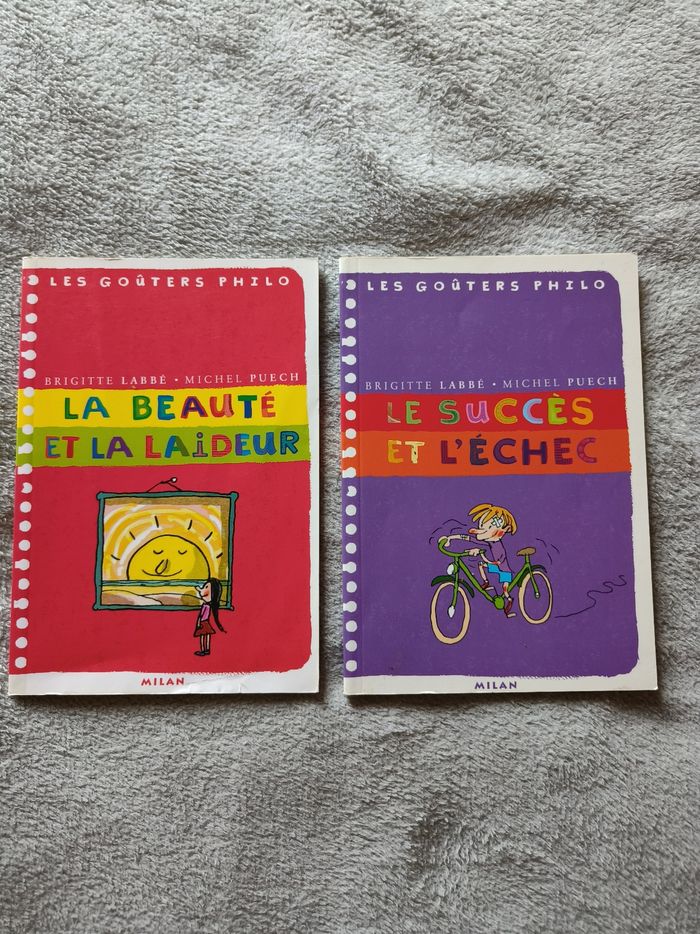 LES GOÛTERS PHILO
BRIGITTE LABBÉ • MICHEL PUECH
LA BEAUTÉ
ET LA LAiDEUR
MILAN
LES GOÛTERS PHILO
BRIGITTE LABBÉ • MICHEL PUECH
LE SUCCÈS
ET L'ÉCHEC
MILAN